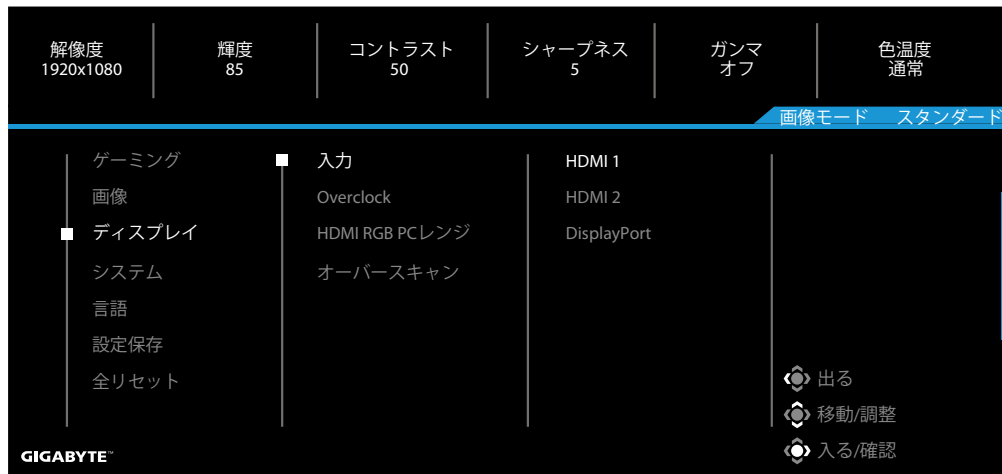 解像度
1920x1080
輝度
85
コントラスト
50
シャープネス
5
ガンマ
オフ
色温度
通常
画像モード スタンダード
ゲーミング
画像
ディスプレイ
システム
言語
設定保存
全リセット
入力
Overclock
HDMI RGB PCレンジ
オーバースキャン
HDMI 1
HDMI 2
DisplayPort
出る
移動/調整
入る/確認
GIGABYTE™